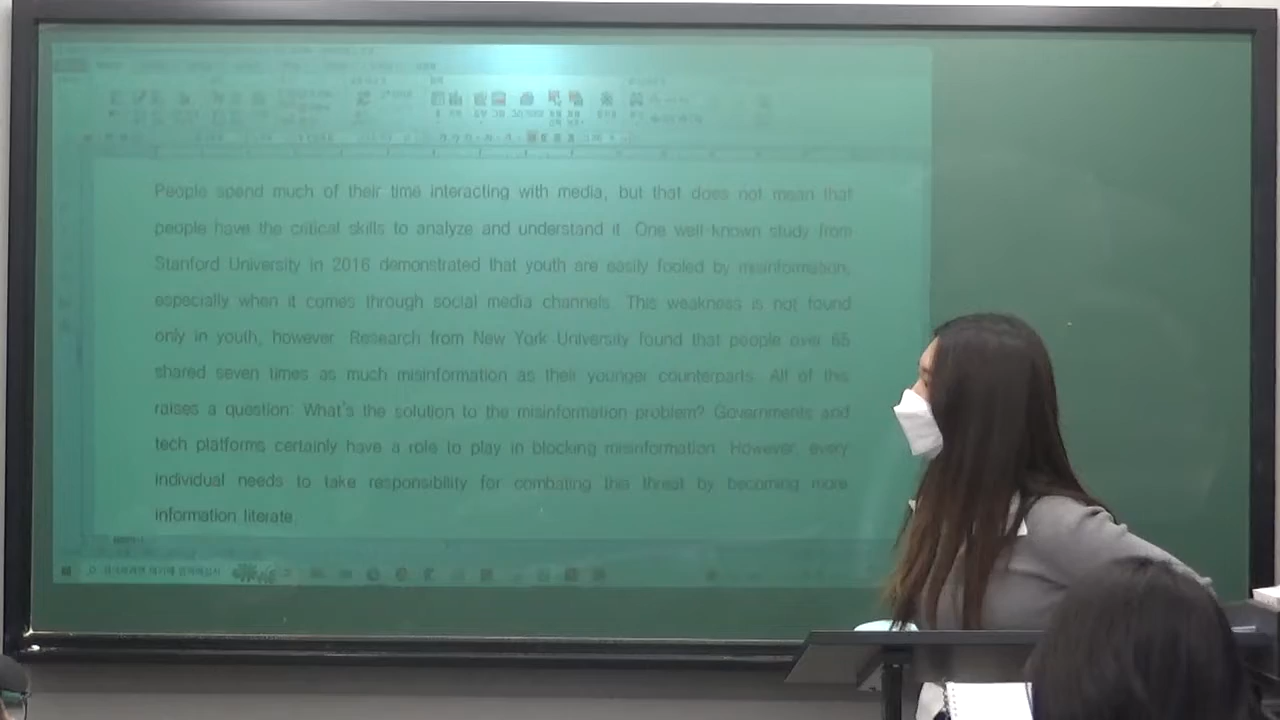 People spend much of their time interacting with media, but that does not mean that
people have the critical skills to analyze and understand it. One well-known study from
Stanford University in 2016 demonstrated that youth are easily fooled by misinformation,
especially when it comes through social media channels. This weakness is not found
only in youth, however. Research from New York University found that people over 65
shared seven times as much misinformation as their younger counterparts. All of this
raises a question: What's the solution to the misinformation problem? Governments and
tech platforms certainly have a role to play in blocking misinformation. However, every
individual needs to take responsibility for combating this threat by becoming more
information literate.